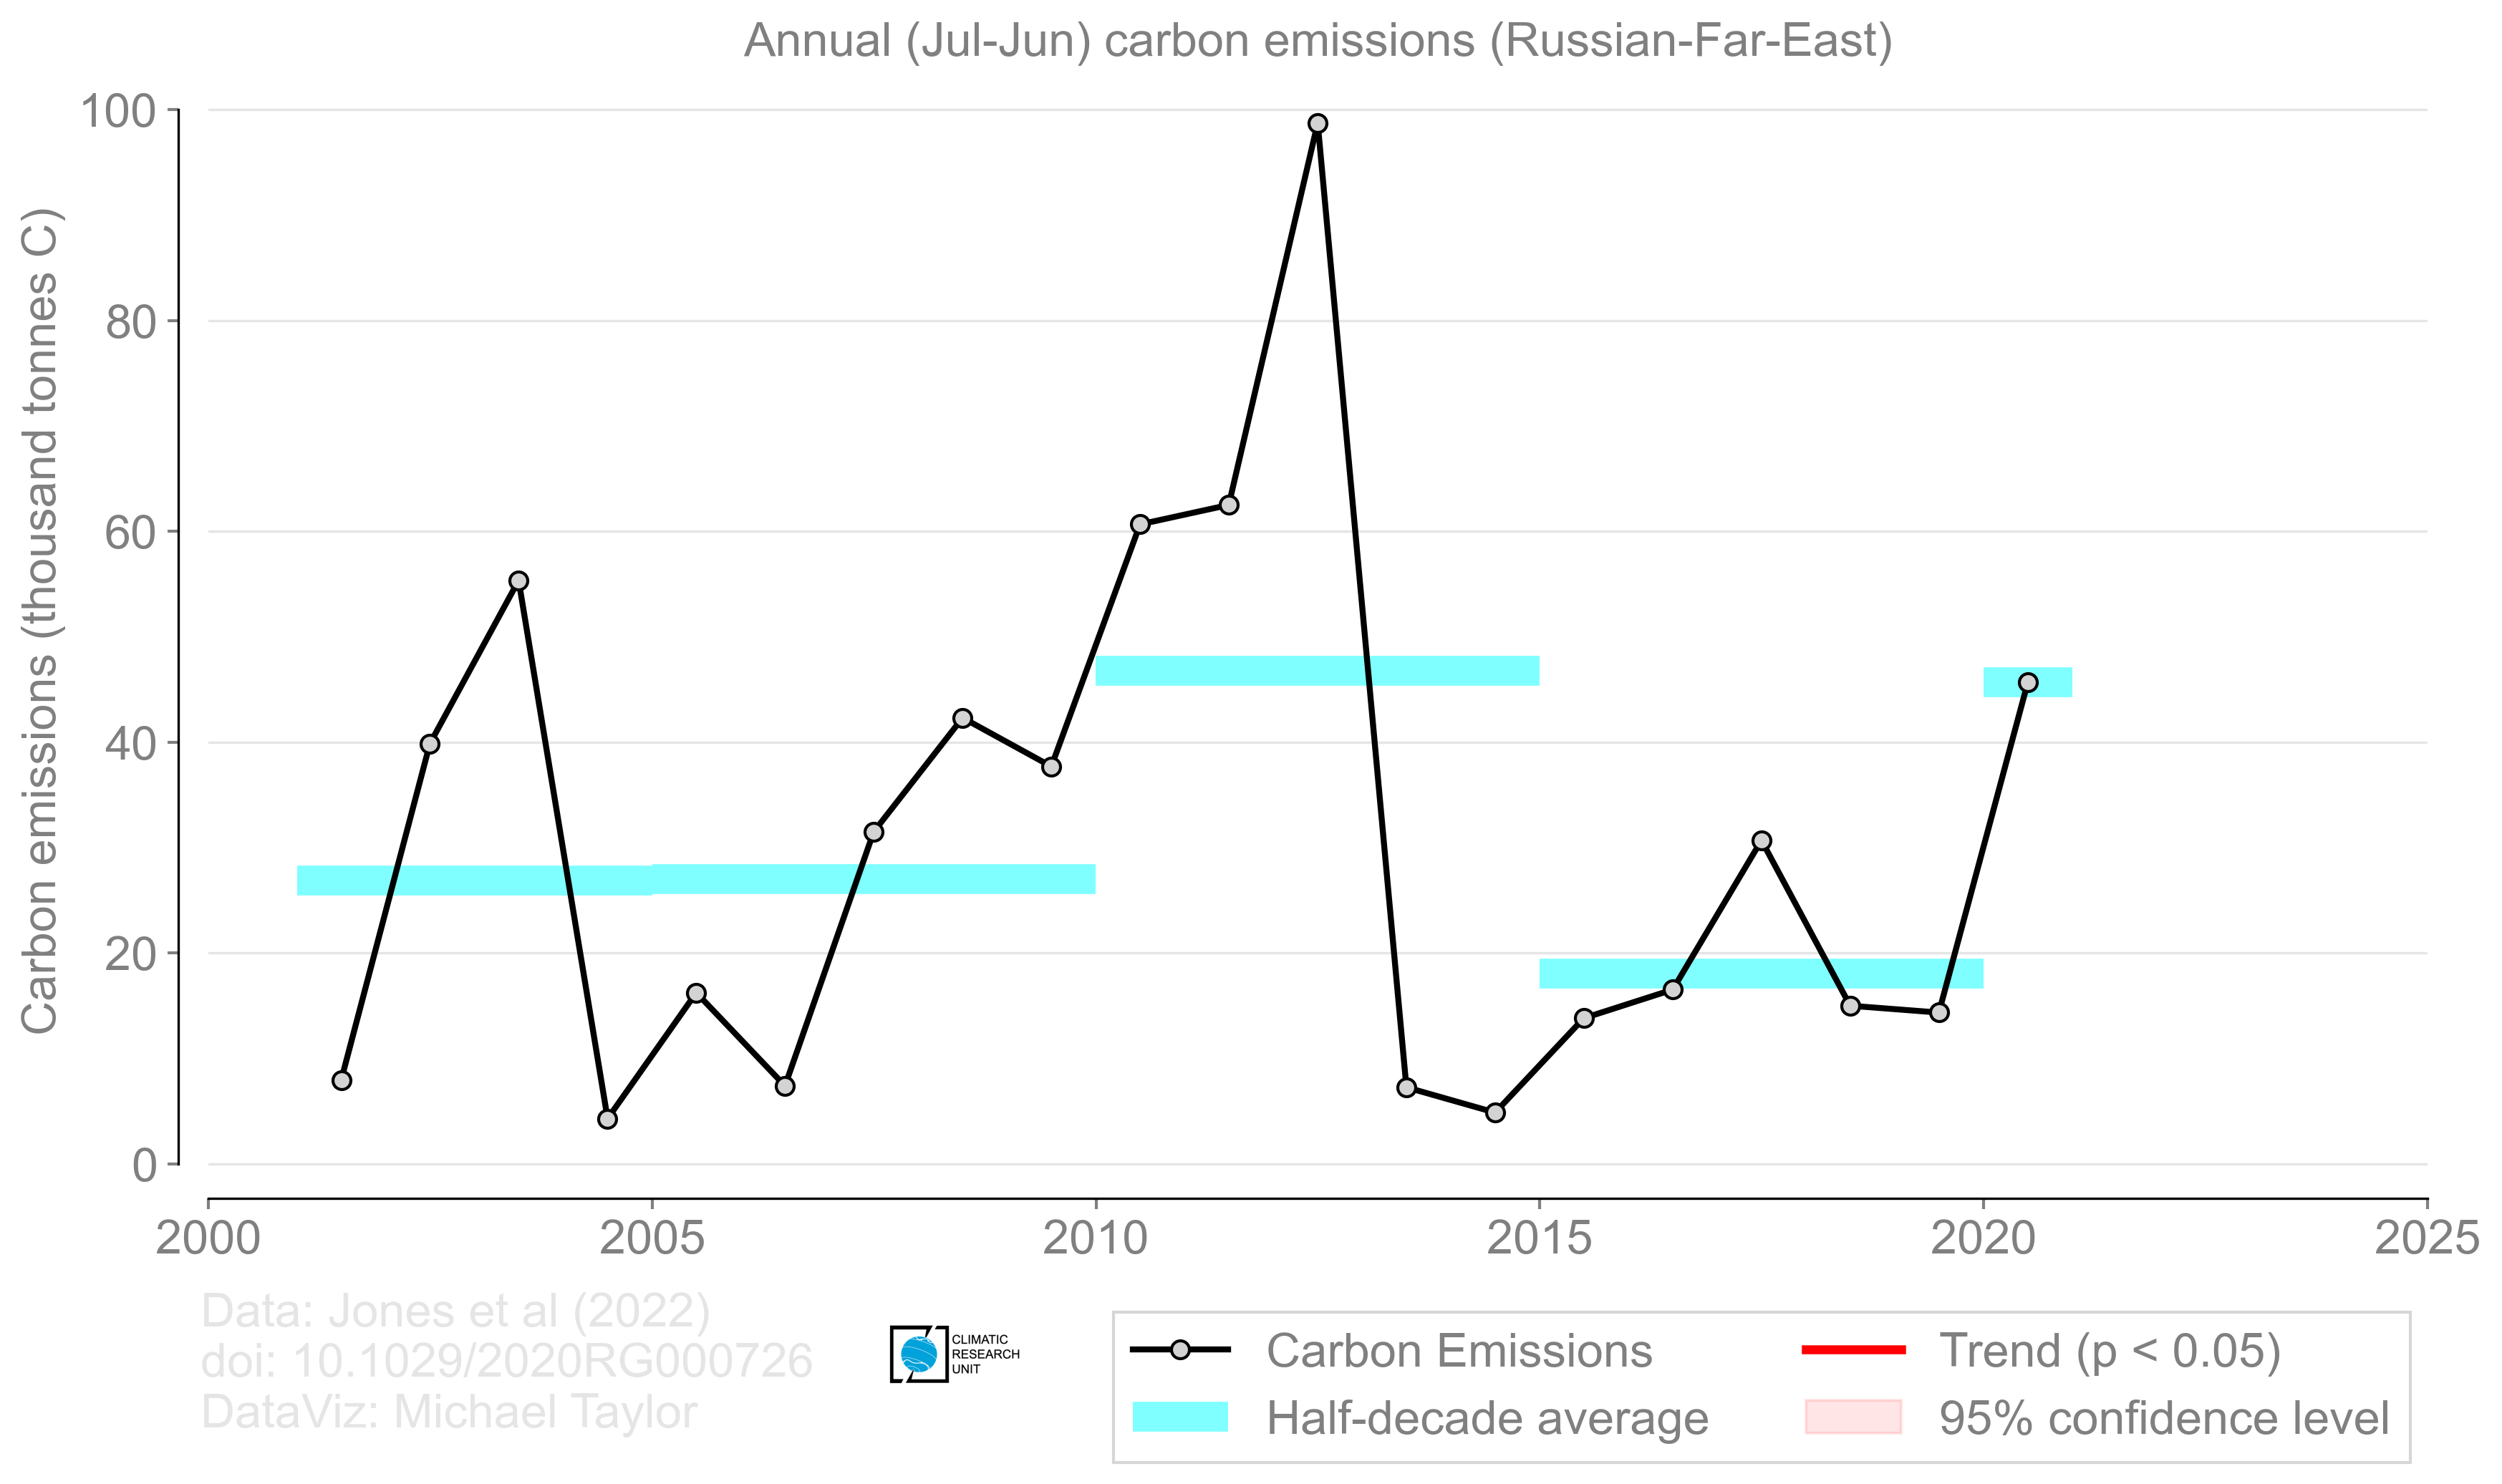 Annual (Jul-Jun) carbon emissions (Russian-Far-East)
Carbon emissions (thousand tonnes C)
100
80
60
40
20
0
2000
2005
2010
2015
2020
2025
Data: Jones et al (2022)
doi: 10.1029/2020RG000726
DataViz: Michael Taylor
CLIMATIC
RESEARCH
UNIT
Carbon Emissions
Half-decade average
Trend (p < 0.05)
95% confidence level